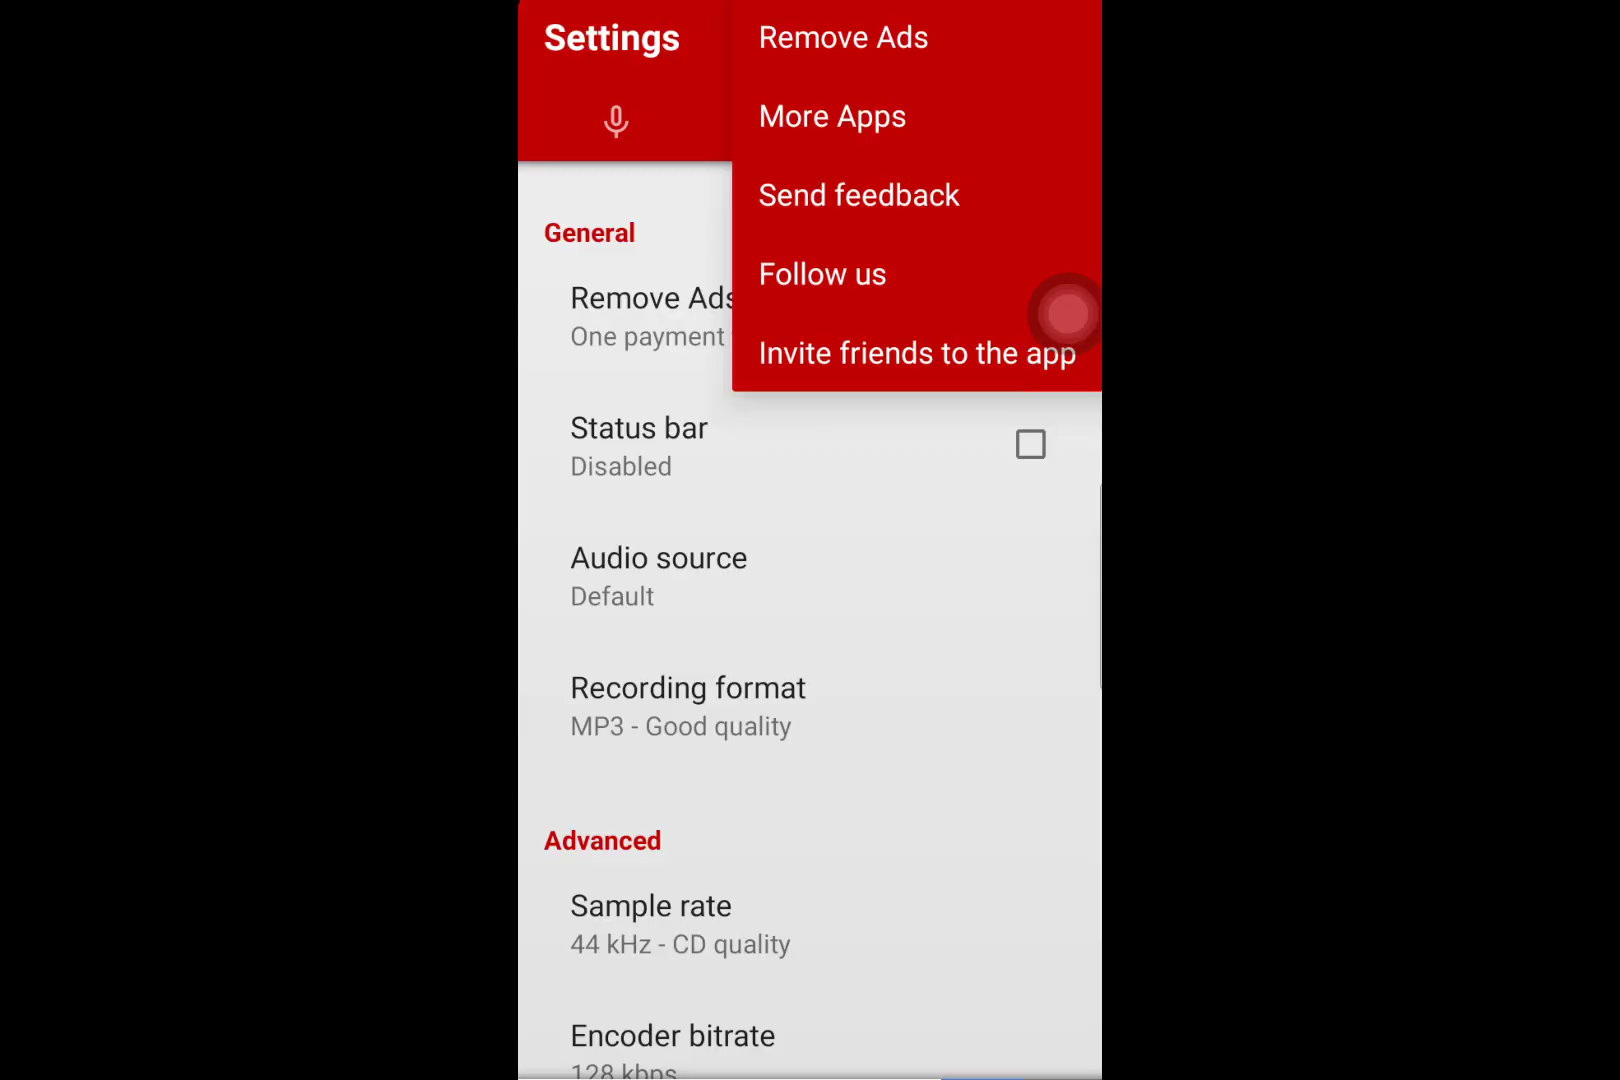 Settings
Remove Ads
More Apps
Send feedback
Follow us
Invite friends to the app
General
Remove Ads
One payment
Status bar
Disabled
Audio source
Default
Recording format
MP3 - Good quality
Advanced
Sample rate
44 kHz - CD quality
Encoder bitrate
128 kbps